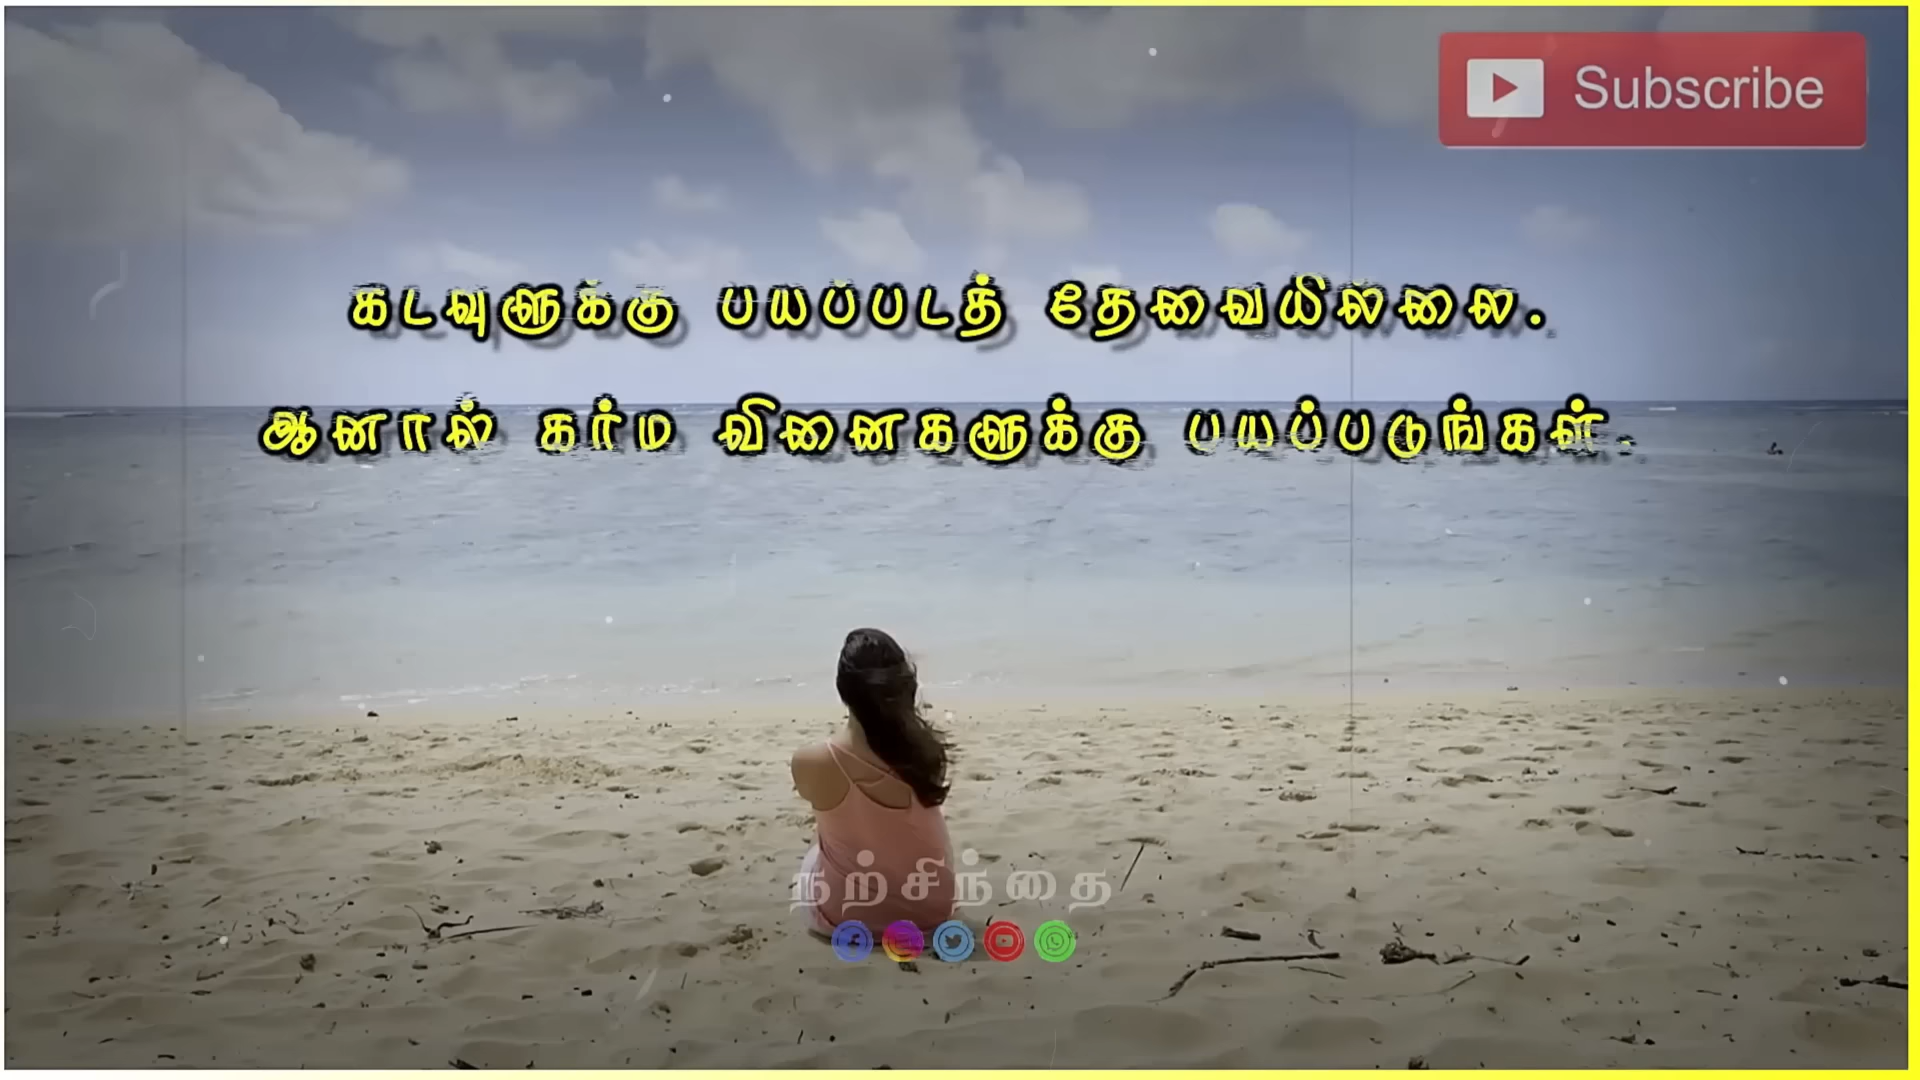 Subscribe
கடவுளுக்கு பயப்படத் தேவையில்லை.
ஆனால் கர்ம வினைகளுக்கு பயப்படுங்கள்.
நற்சிந்தை